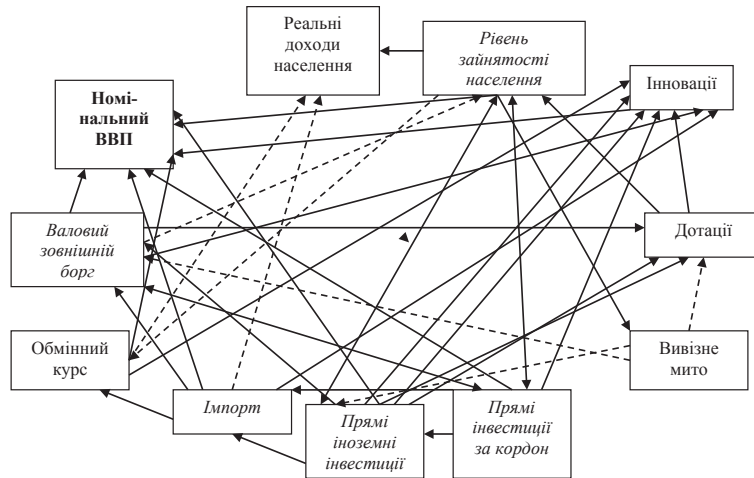 Реальні
доходи
населення
Рівень
зайнятості
населення
Інновації
Номі-
нальний
ВВП
Валовий
зовнішній
борг
Дотації
Обмінний
курс
Вивізне
мито
Імпорт
Прямі
іноземні
інвестиції
Прямі
інвестиції
за кордон